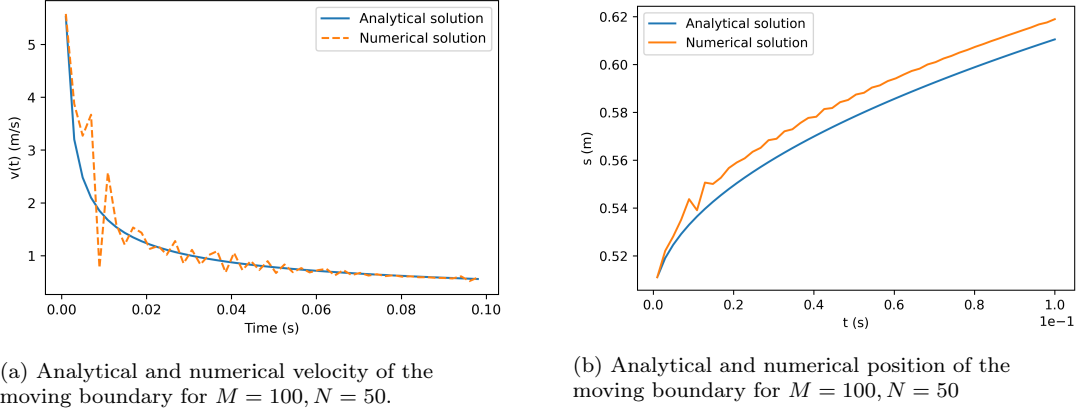 Analytical solution
Numerical solution
v(t) (m/s)
5
4
3
2
1
0.00 0.02 0.04 0.06 0.08 0.10
Time (s)
(a) Analytical and numerical velocity of the
moving boundary for M = 100, N = 50.
Analytical solution
Numerical solution
s (m)
0.62
0.60
0.58
0.56
0.54
0.52
0.0 0.2 0.4 0.6 0.8 1.0
1e−1
t (s)
(b) Analytical and numerical position of the
moving boundary for M = 100, N = 50